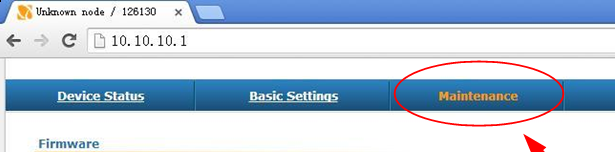 Unknown node / 126130
10.10.10.1
Device Status
Basic Settings
Maintenance
Firmware